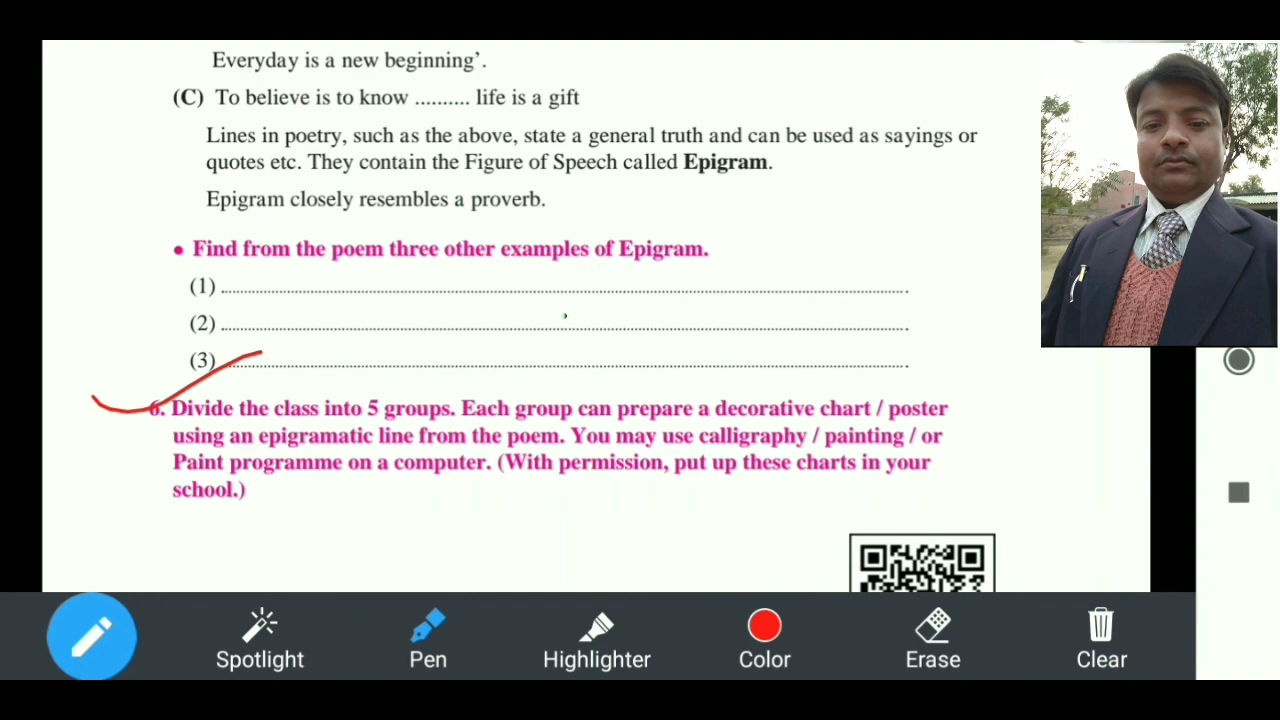 Everyday is a new beginning’.
(C) To believe is to know .......... life is a gift
Lines in poetry, such as the above, state a general truth and can be used as sayings or
quotes etc. They contain the Figure of Speech called Epigram.
Epigram closely resembles a proverb.
• Find from the poem three other examples of Epigram.
(1)
(2)
(3)
6. Divide the class into 5 groups. Each group can prepare a decorative chart / poster
using an epigramatic line from the poem. You may use calligraphy / painting / or
Paint programme on a computer. (With permission, put up these charts in your
school.)
Spotlight Pen Highlighter Color Erase Clear